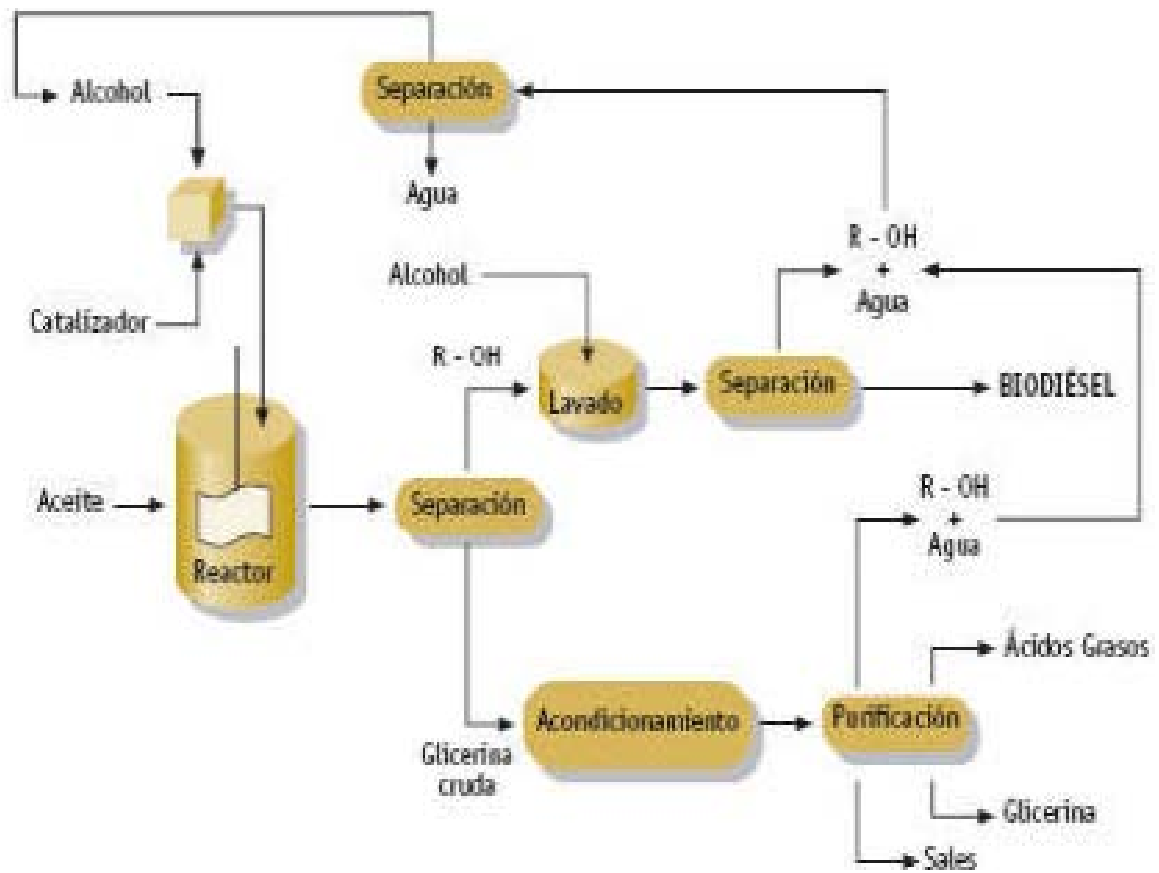 Alcohol
Separación
Agua
R - OH
+
Agua
Alcohol
Catalizador
R - OH
Lavado
Separación
BIODIÉSEL
Aceite
Reactor
Separación
R - OH
+
Agua
Ácidos Grasos
Acondicionamiento
Purificación
Glicerina
cruda
Glicerina
Sales